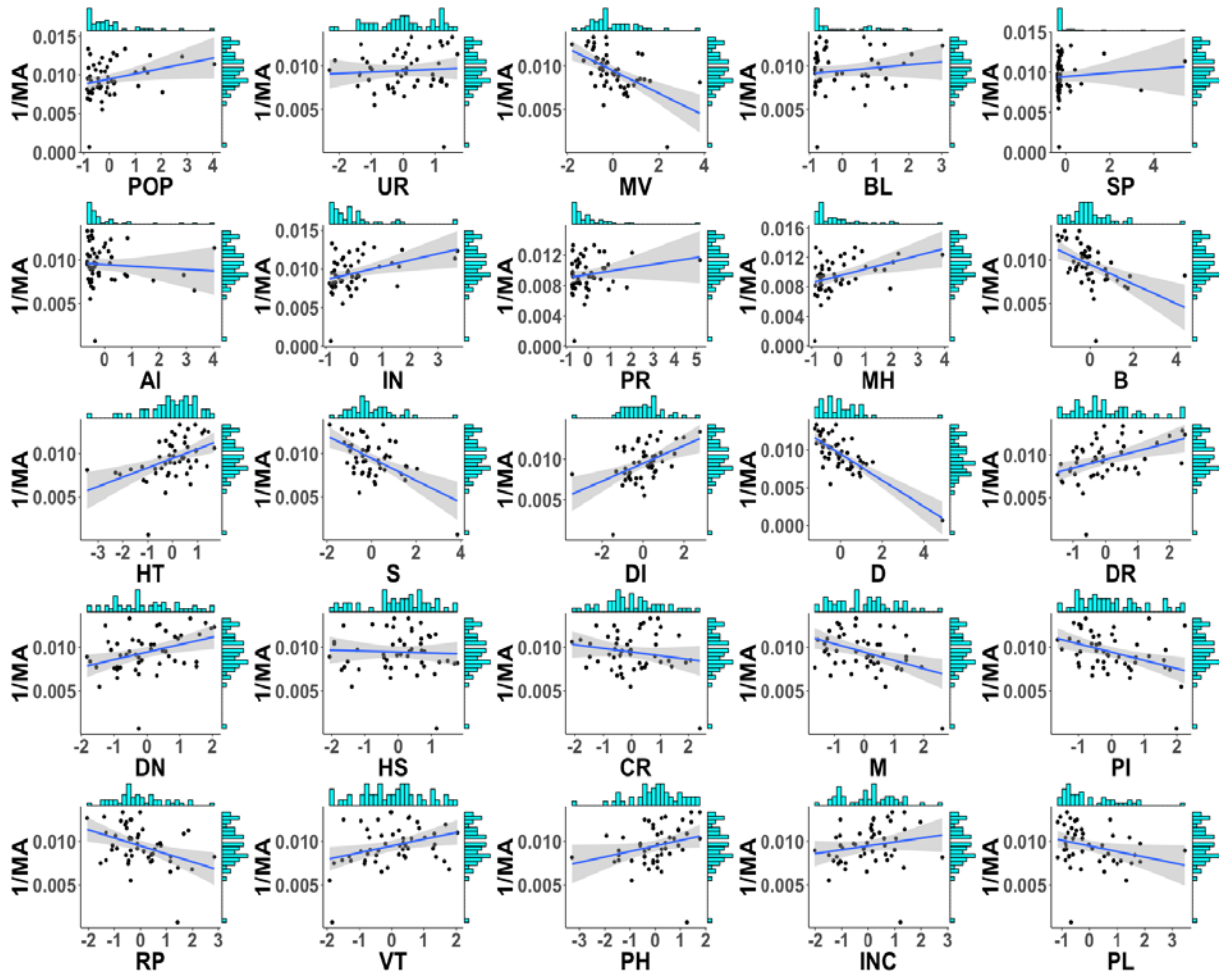 1/MA
0.015
0.010
0.005
0.000
-1 0 1 2 3 4
POP
1/MA
0.010
0.005
-2 -1 0 1
UR
1/MA
0.010
0.005
-2 0 2 4
MV
1/MA
0.010
0.005
-1 0 1 2 3
BL
1/MA
0.015
0.010
0.005
0.000
0 2 4
SP
1/MA
0.010
0.005
0 1 2 3 4
AI
1/MA
0.015
0.010
0.005
0.000
-1 0 1 2 3
IN
1/MA
0.012
0.008
0.004
0.000
-1 0 1 2 3 4 5
PR
1/MA
0.016
0.012
0.008
0.004
0.000
-1 0 1 2 3 4
MH
1/MA
0.010
0.005
0 2 4
B
1/MA
0.010
0.005
-3 -2 -1 0 1
HT
1/MA
0.010
0.005
-2 0 2 4
S
1/MA
0.010
0.005
-2 0 2
DI
1/MA
0.010
0.005
0.000
0 2 4
D
1/MA
0.010
0.005
-1 0 1 2
DR
1/MA
0.010
0.005
-2 -1 0 1 2
DN
1/MA
0.010
0.005
-2 -1 0 1
HS
1/MA
0.010
0.005
-2 -1 0 1 2
CR
1/MA
0.010
0.005
-1 0 1 2
M
1/MA
0.010
0.005
-1 0 1 2
PI
1/MA
0.010
0.005
-2 -1 0 1 2 3
RP
1/MA
0.010
0.005
-2 -1 0 1 2
VT
1/MA
0.010
0.005
-3 -2 -1 0 1 2
PH
1/MA
0.010
0.005
-2 -1 0 1 2
INC
1/MA
0.010
0.005
-1 0 1 2 3
PL